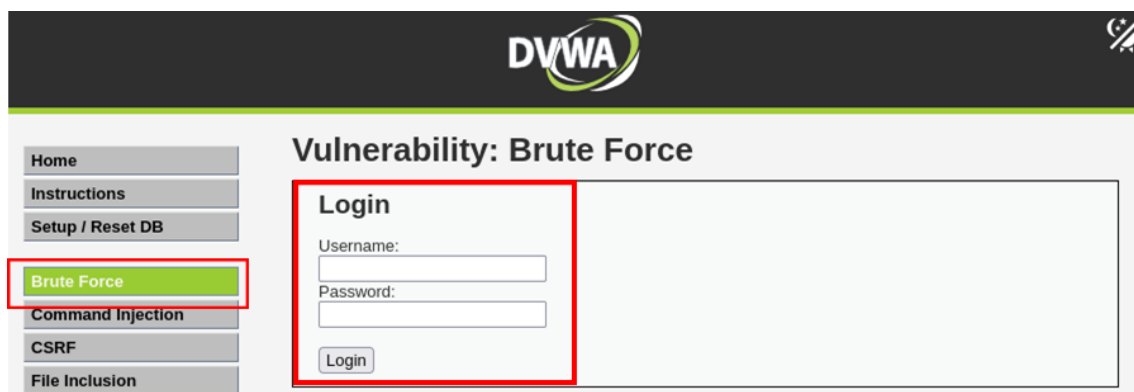 DVWA
Home
Instructions
Setup / Reset DB
Brute Force
Command Injection
CSRF
File Inclusion
Vulnerability: Brute Force
Login
Username:
Password:
Login